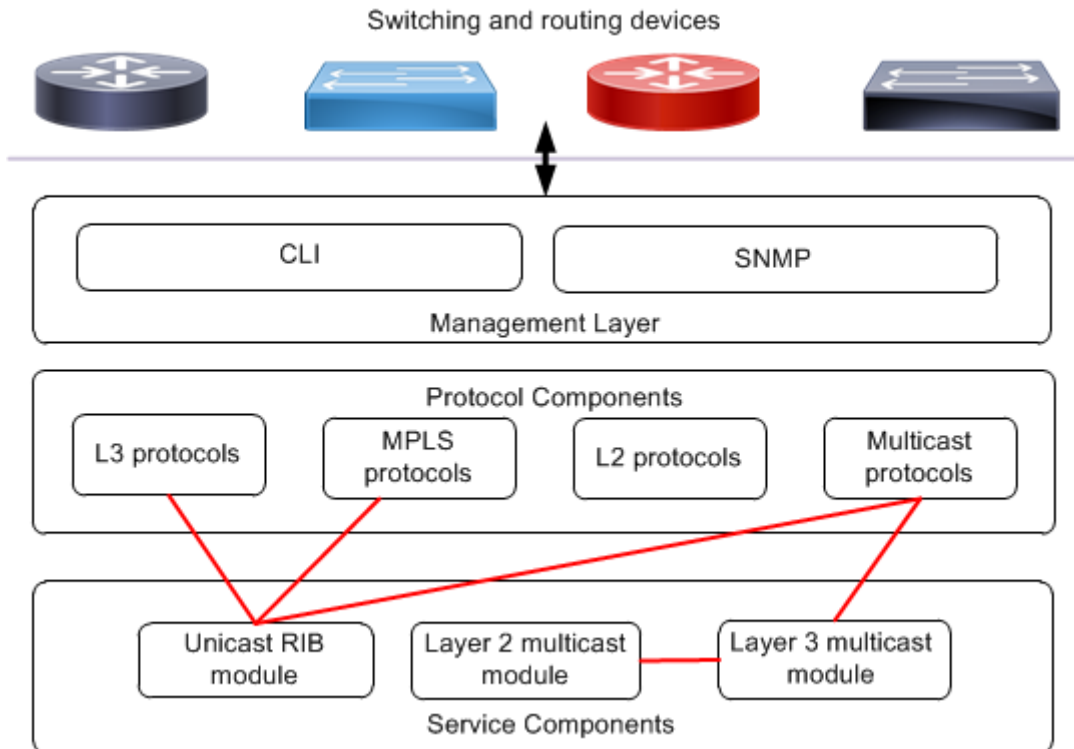 Switching and routing devices
CLI
SNMP
Management Layer
Protocol Components
L3 protocols
MPLS
protocols
L2 protocols
Multicast
protocols
Unicast RIB
module
Layer 2 multicast
module
Layer 3 multicast
module
Service Components